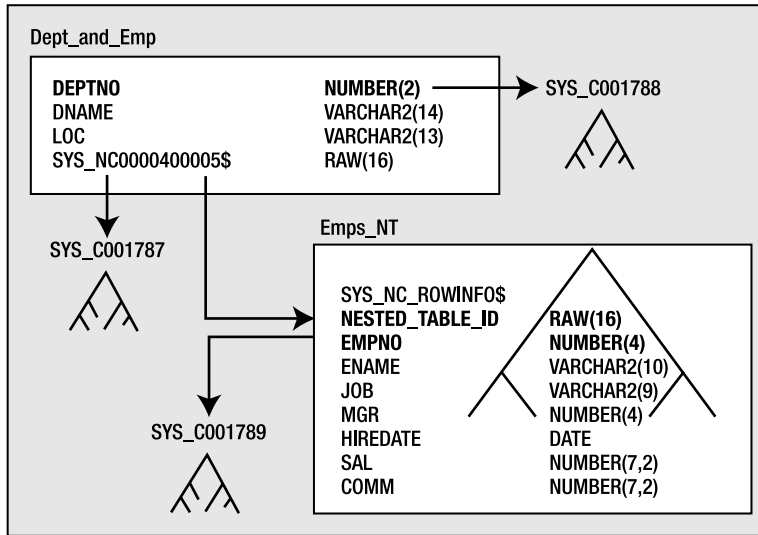 Dept_and_Emp
DEPTNO NUMBER(2)
DNAME VARCHAR2(14)
LOC VARCHAR2(13)
SYS_NC0000400005$ RAW(16)
SYS_C001788
SYS_C001787
Emps_NT
SYS_NC_ROWINFO$
NESTED_TABLE_ID RAW(16)
EMPNO NUMBER(4)
ENAME VARCHAR2(10)
JOB VARCHAR2(9)
MGR NUMBER(4)
HIREDATE DATE
SAL NUMBER(7,2)
COMM NUMBER(7,2)
SYS_C001789